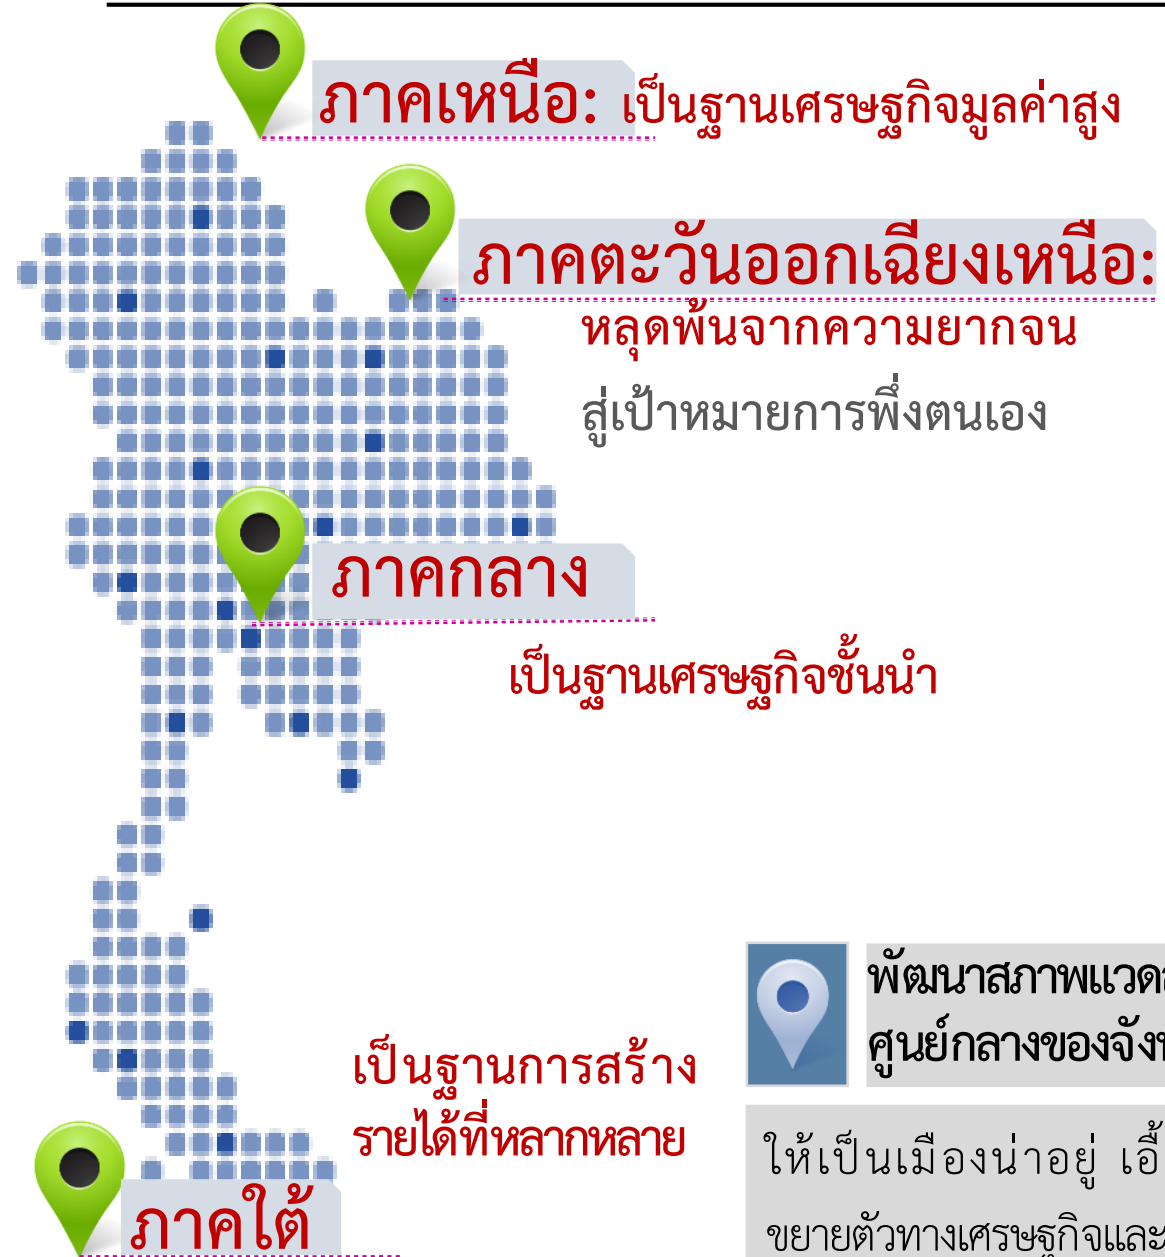 ภาคเหนือ: เป็นฐานเศรษฐกิจมูลค่าสูง
ภาคตะวันออกเฉียงเหนือ:
หลุดพ้นจากความยากจน
สู่เป้าหมายการพึ่งตนเอง
ภาคกลาง
เป็นฐานเศรษฐกิจชั้นนำ
เป็นฐานการสร้าง
รายได้ที่หลากหลาย
ภาคใต้
พัฒนาสภาพแวด
ศูนย์กลางของจัง
ให้เป็นเมืองน่าอยู่ เอื้
ขยายตัวทางเศรษฐกิจและ